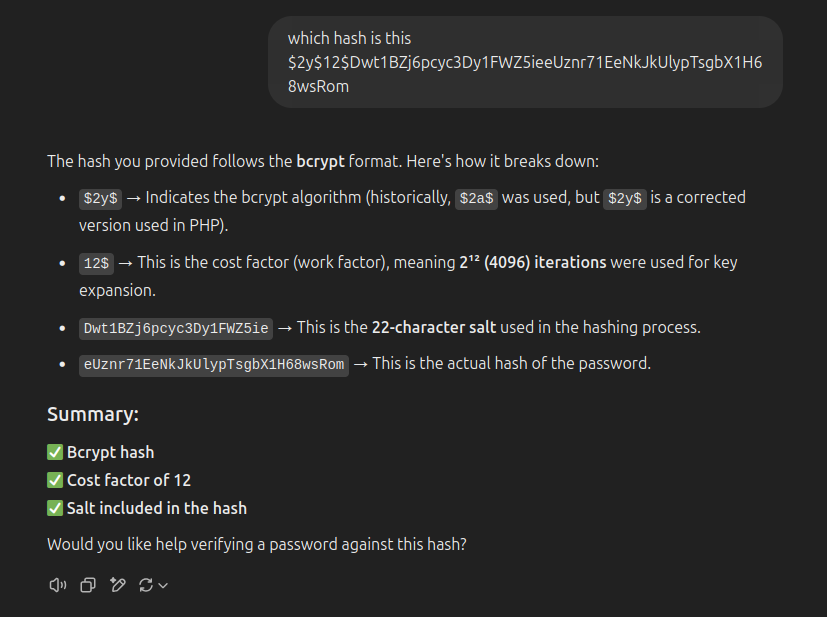 which hash is this
$2y$12$Dwt1BZj6pcyc3Dy1FWZ5ieeUznr71EeNkJkUlypTsgbX1H6
8wsRom
The hash you provided follows the bcrypt format. Here's how it breaks down:
• $2y$ → Indicates the bcrypt algorithm (historically, $2a$ was used, but $2y$ is a corrected
version used in PHP).
• 12$ → This is the cost factor (work factor), meaning 2¹² (4096) iterations were used for key
expansion.
• Dwt1BZj6pcyc3Dy1FWZ5ie → This is the 22-character salt used in the hashing process.
• eUznr71EeNkJkUlypTsgbX1H68wsRom → This is the actual hash of the password.
Summary:
✅ Bcrypt hash
✅ Cost factor of 12
✅ Salt included in the hash
Would you like help verifying a password against this hash?